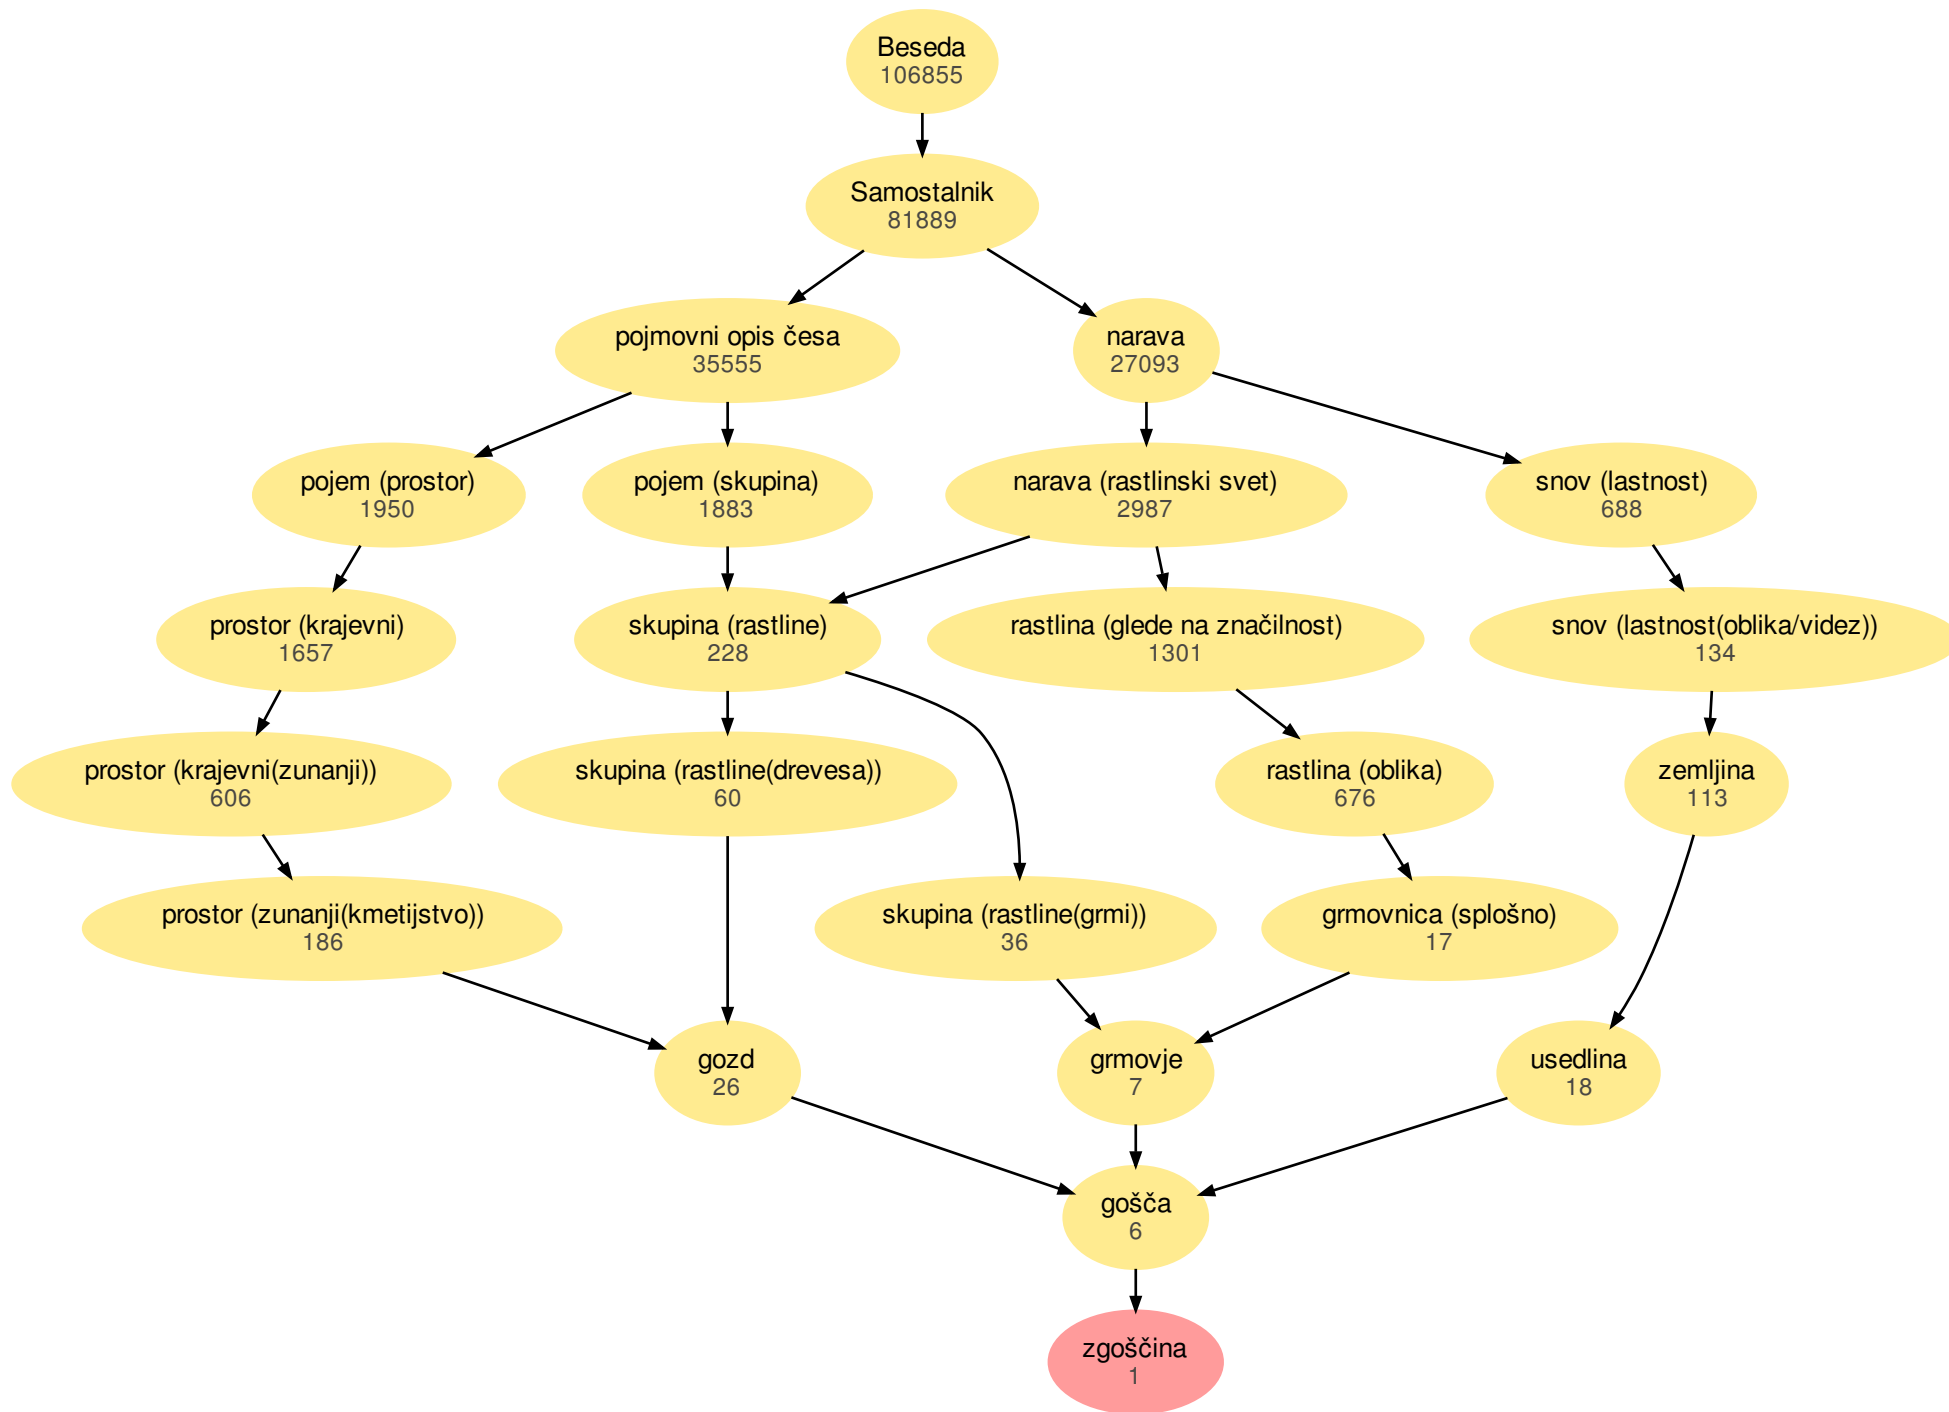 Beseda
106855
Samostalnik
81889
pojmovni opis česa
35555
narava
27093
pojem (prostor)
1950
pojem (skupina)
1883
narava (rastlinski svet)
2987
snov (lastnost)
688
prostor (krajevni)
1657
skupina (rastline)
228
rastlina (glede na značilnost)
1301
snov (lastnost(oblika/videz))
134
prostor (krajevni(zunanji))
606
skupina (rastline(drevesa))
60
rastlina (oblika)
676
zemljina
113
prostor (zunanji(kmetijstvo))
186
skupina (rastline(grmi))
36
grmovnica (splošno)
17
gozd
26
grmovje
7
usedlina
18
gošča
6
zgoščina
1